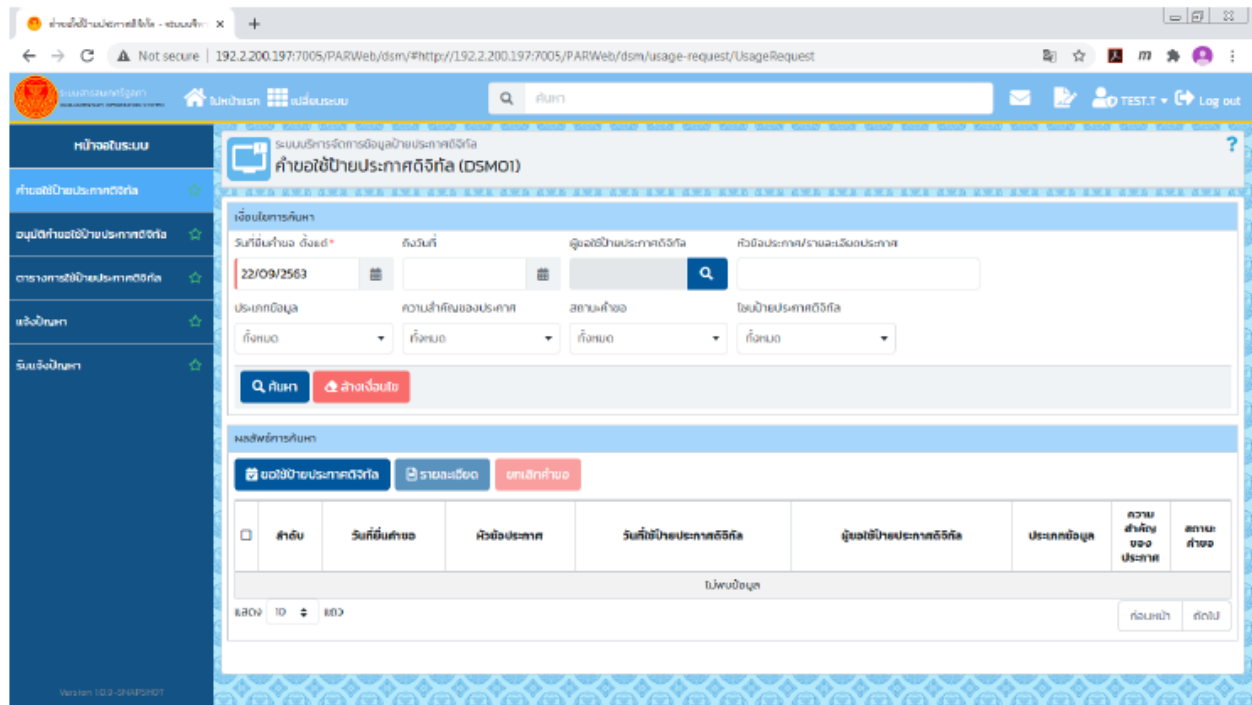 คำขอใช้ป้ายประกาศดิจิทัล - ระบบบริหา
Not secure | 192.2.200.197:7005/PARWeb/dsm/#http://192.2.200.197:7005/PARWeb/dsm/usage-request/UsageRequest
ระบบสารสนเทศรัฐสภา
ไปหน้าแรก เปลี่ยนระบบ ค้นหา TEST.T Log out
หน้าจอในระบบ
คำขอใช้ป้ายประกาศดิจิทัล
อนุมัติคำขอใช้ป้ายประกาศดิจิทัล
ตารางการใช้ป้ายประกาศดิจิทัล
แจ้งปัญหา
รับแจ้งปัญหา
Version 1.0.9-SNAPSHOT
ระบบบริหารจัดการข้อมูลป้ายประกาศดิจิทัล
คำขอใช้ป้ายประกาศดิจิทัล (DSM01)
?
เงื่อนไขการค้นหา
วันที่ยื่นคำขอ ตั้งแต่* ถึงวันที่ ผู้ขอใช้ป้ายประกาศดิจิทัล หัวข้อประกาศ/รายละเอียดประกาศ
22/09/2563
ประเภทข้อมูล ความสำคัญของประกาศ สถานะคำขอ โซนป้ายประกาศดิจิทัล
ทั้งหมด ทั้งหมด ทั้งหมด ทั้งหมด
ค้นหา ล้างเงื่อนไข
ผลลัพธ์การค้นหา
ขอใช้ป้ายประกาศดิจิทัล รายละเอียด ยกเลิกคำขอ
ลำดับ วันที่ยื่นคำขอ หัวข้อประกาศ วันที่ใช้ป้ายประกาศดิจิทัล ผู้ขอใช้ป้ายประกาศดิจิทัล ประเภทข้อมูล ความสำคัญของประกาศ สถานะคำขอ
ไม่พบข้อมูล
แสดง 10 แถว
ก่อนหน้า ถัดไป